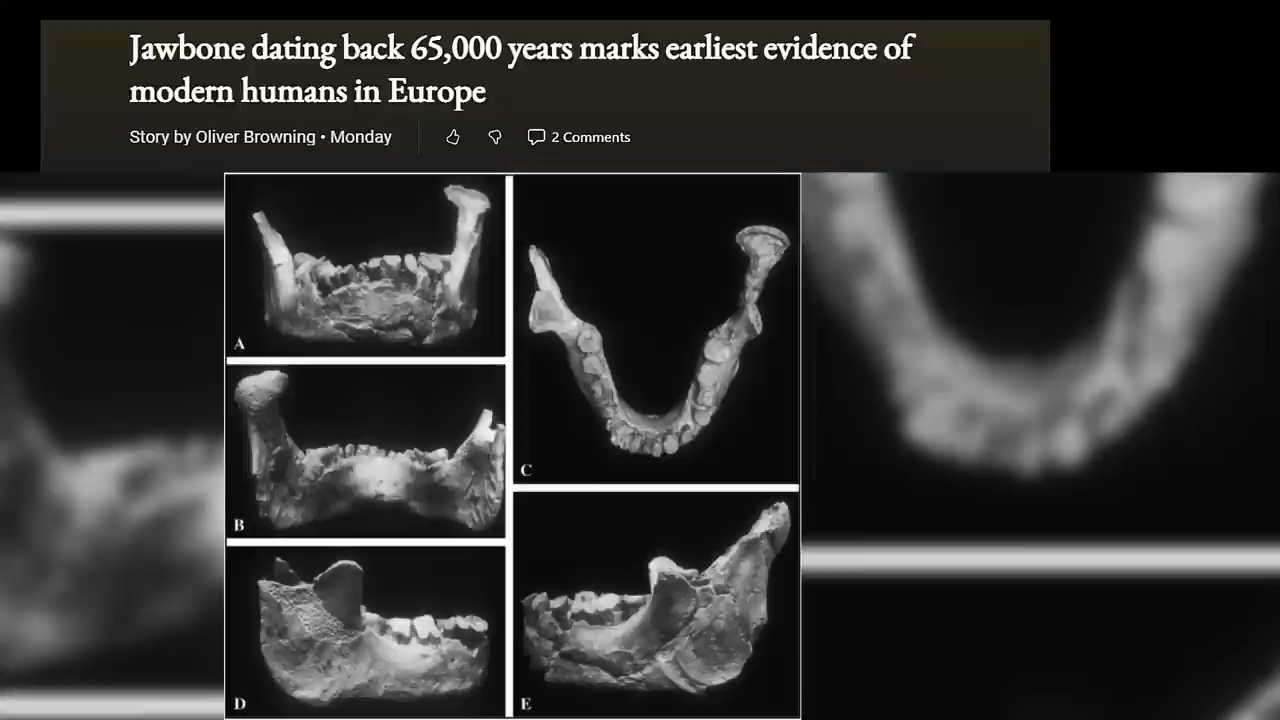 Jawbone dating back 65,000 years marks earliest evidence of
modern humans in Europe
Story by Oliver Browning • Monday
2 Comments
A
B
C
D
E